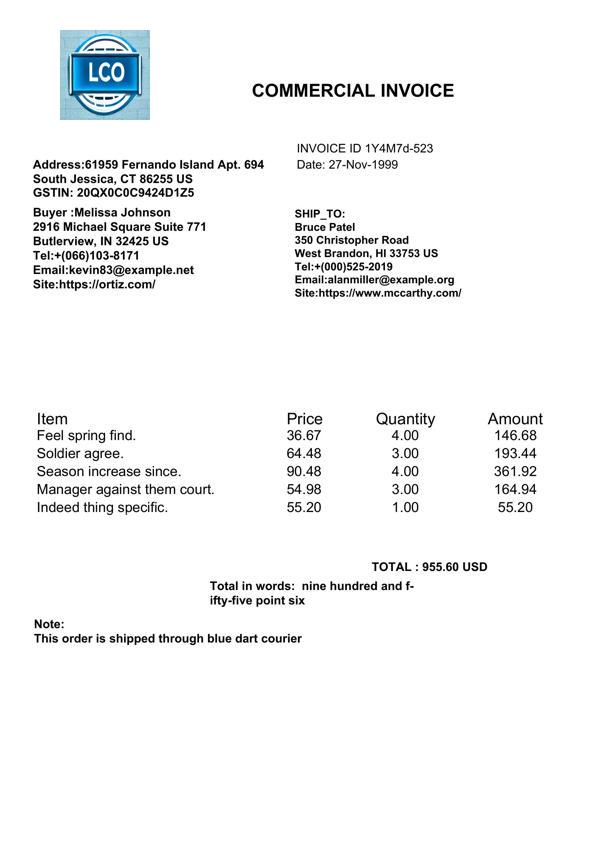 LCO
COMMERCIAL INVOICE
INVOICE ID 1Y4M7d-523
Date: 27-Nov-1999
Address:61959 Fernando Island Apt. 694
South Jessica, CT 86255 US
GSTIN: 20QX0C0C9424D1Z5
Buyer :Melissa Johnson
2916 Michael Square Suite 771
Butlerview, IN 32425 US
Tel:+(066)103-8171
Email:kevin83@example.net
Site:https://ortiz.com/
SHIP_TO:
Bruce Patel
350 Christopher Road
West Brandon, HI 33753 US
Tel:+(000)525-2019
Email:alanmiller@example.org
Site:https://www.mccarthy.com/
Item Price Quantity Amount
Feel spring find. 36.67 4.00 146.68
Soldier agree. 64.48 3.00 193.44
Season increase since. 90.48 4.00 361.92
Manager against them court. 54.98 3.00 164.94
Indeed thing specific. 55.20 1.00 55.20
TOTAL : 955.60 USD
Total in words:  nine hundred and f-
ifty-five point six
Note:
This order is shipped through blue dart courier